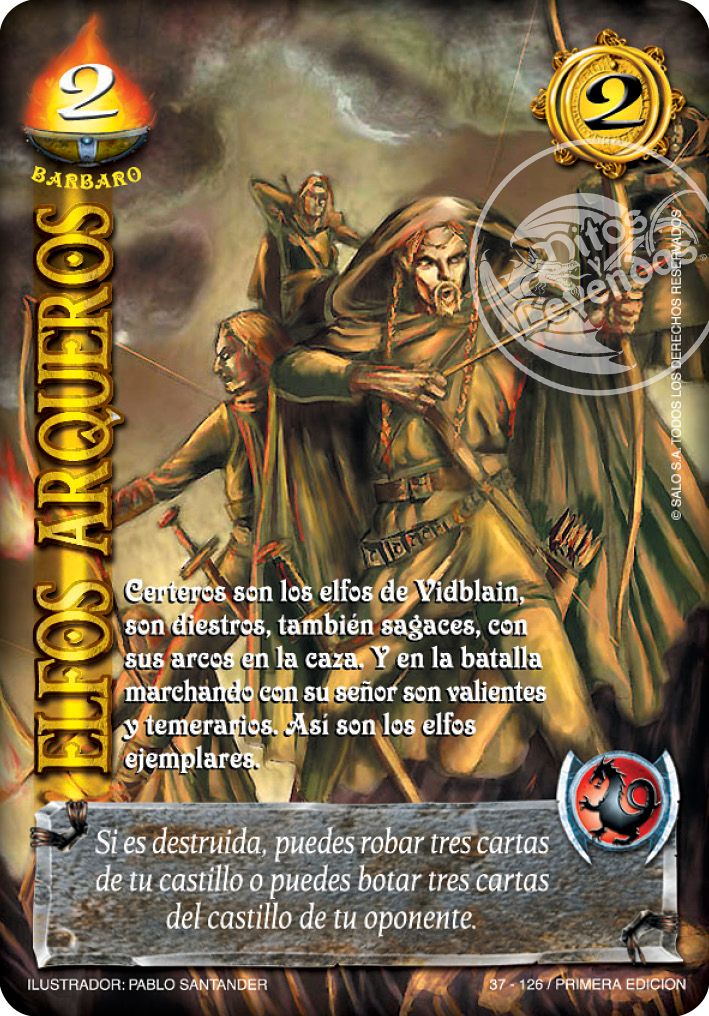 2
BARBARO
2
ELFOS ARQUEROS
Mitos
Leyendas
© SALO S.A. TODOS LOS DERECHOS RESERVADOS
Certeros son los elfos de Vidblain,
son diestros, también sagaces, con
sus arcos en la caza. Y en la batalla
marchando con su señor son valientes
y temerarios. Así son los elfos
ejemplares.
Si es destruida, puedes robar tres cartas
de tu castillo o puedes botar tres cartas
del castillo de tu oponente.
ILUSTRADOR: PABLO SANTANDER
37 - 126 / PRIMERA EDICION